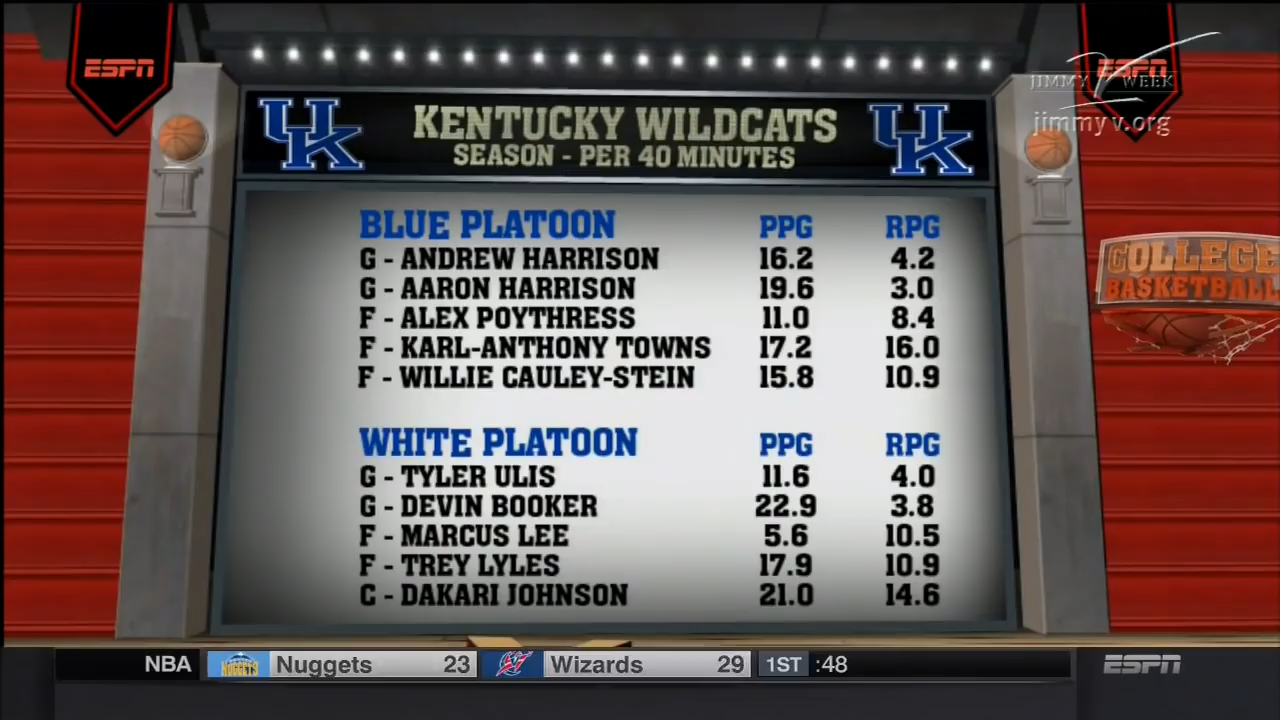 ESPN
ESPN
JIMMY V WEEK
jimmyv.org
UK
KENTUCKY WILDCATS
UK
SEASON - PER 40 MINUTES
BLUE PLATOON PPG RPG
G - ANDREW HARRISON 16.2 4.2
G - AARON HARRISON 19.6 3.0
F - ALEX POYTHRESS 11.0 8.4
F - KARL-ANTHONY TOWNS 17.2 16.0
F - WILLIE CAULEY-STEIN 15.8 10.9
COLLEGE
BASKETBALL
WHITE PLATOON PPG RPG
G - TYLER ULIS 11.6 4.0
G - DEVIN BOOKER 22.9 3.8
F - MARCUS LEE 5.6 10.5
F - TREY LYLES 17.9 10.9
C - DAKARI JOHNSON 21.0 14.6
NBA NUGGETS Nuggets 23 Wizards 29 1ST :48 ESPN